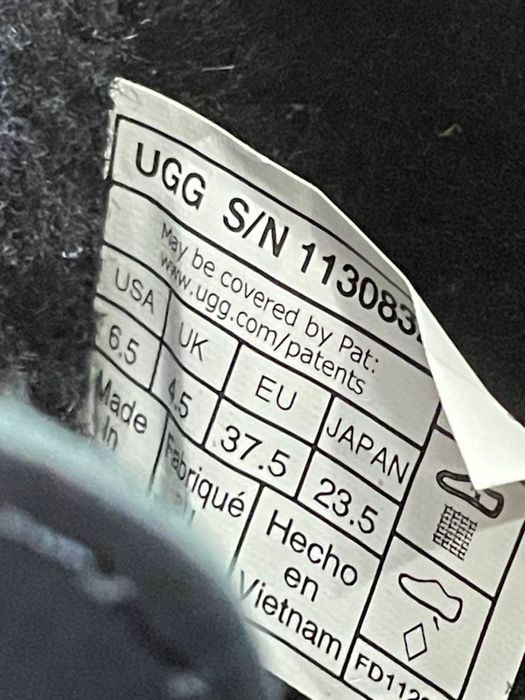 UGG S/N 113083
May be covered by Pat:
www.ugg.com/patents
USA UK EU JAPAN
6.5 4.5 37.5 23.5
Made
In
Fabriqué
Hecho
en
Vietnam
FD112